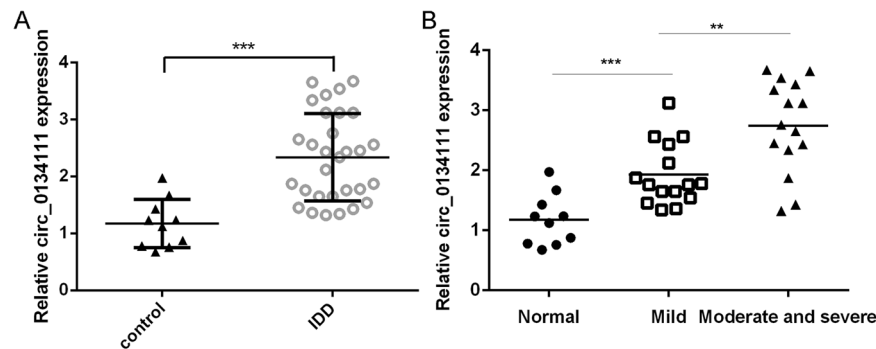 A
Relative circ_0134111 expression
4
3
2
1
0
***
control
IDD
B
Relative circ_0134111 expression
4
3
2
1
0
***
**
Normal
Mild
Moderate and severe